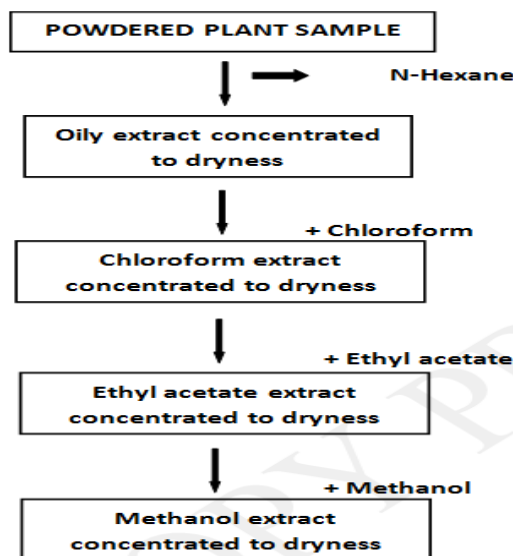 POWDERED PLANT SAMPLE
N-Hexane
Oily extract concentrated
to dryness
+ Chloroform
Chloroform extract
concentrated to dryness
+ Ethyl acetate
Ethyl acetate extract
concentrated to dryness
+ Methanol
Methanol extract
concentrated to dryness